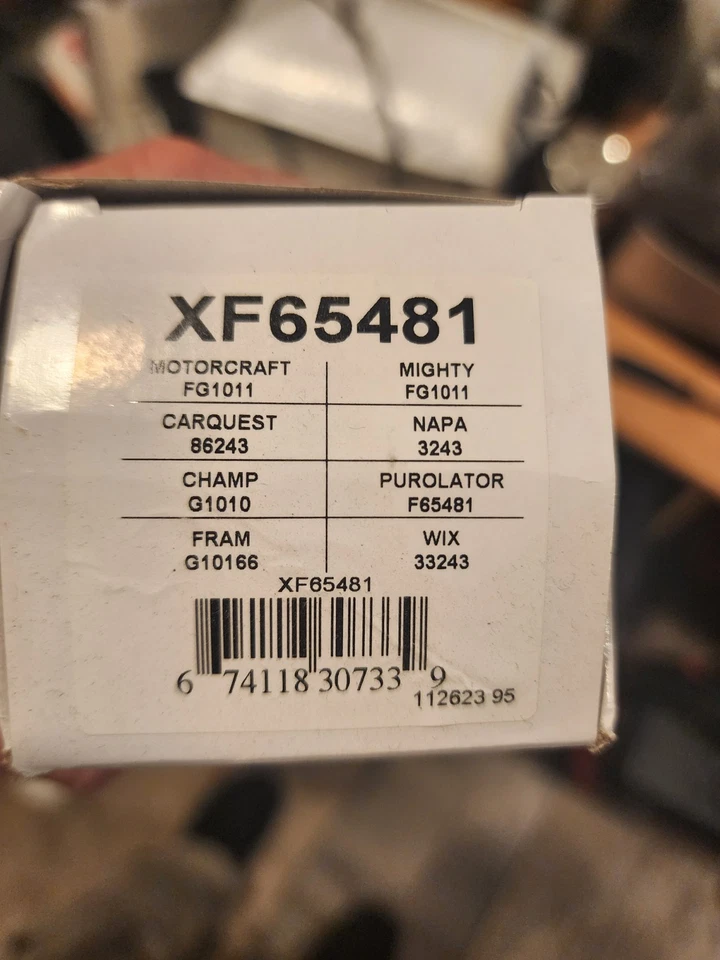 XF65481
MOTORCRAFT MIGHTY
FG1011 FG1011
CARQUEST NAPA
86243 3243
CHAMP PUROLATOR
G1010 F65481
FRAM WIX
G10166 33243
XF65481
6 74118 30733 9
112623 95